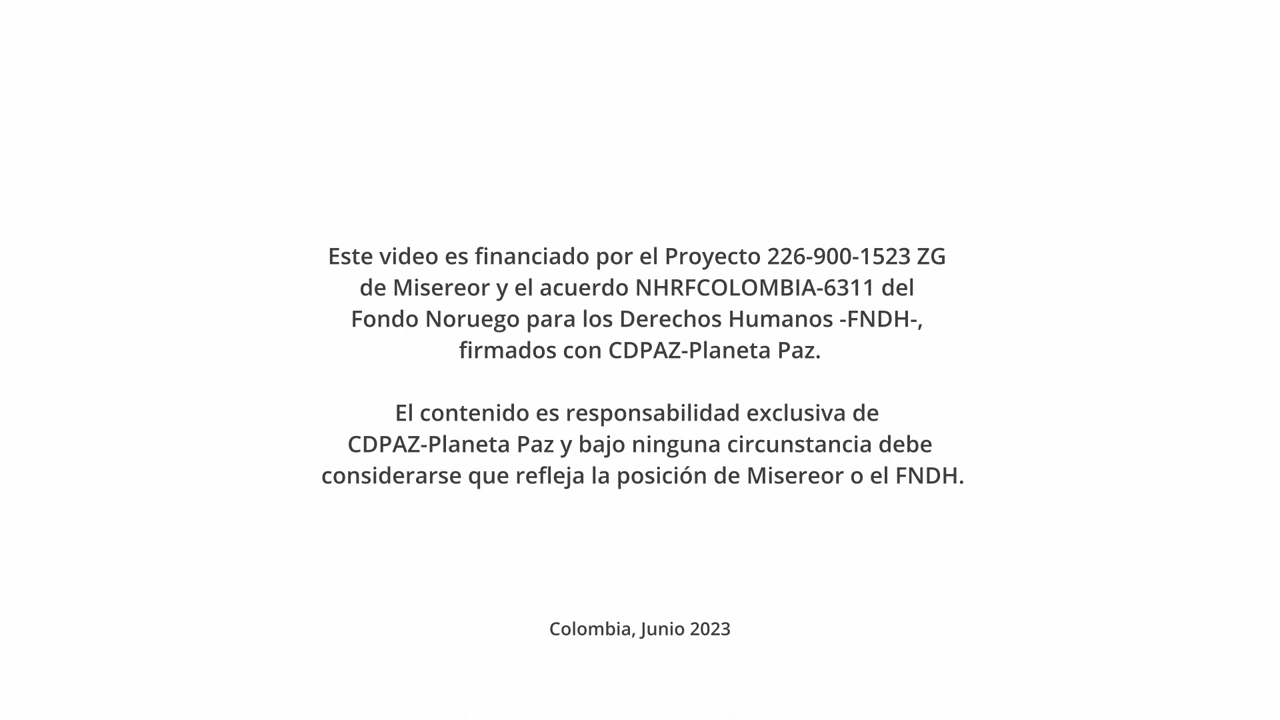 Este video es financiado por el Proyecto 226-900-1523 ZG
de Misereor y el acuerdo NHRFCOLOMBIA-6311 del
Fondo Noruego para los Derechos Humanos -FNDH-,
firmados con CDPAZ-Planeta Paz.
El contenido es responsabilidad exclusiva de
CDPAZ-Planeta Paz y bajo ninguna circunstancia debe
considerarse que refleja la posición de Misereor o el FNDH.
Colombia, Junio 2023